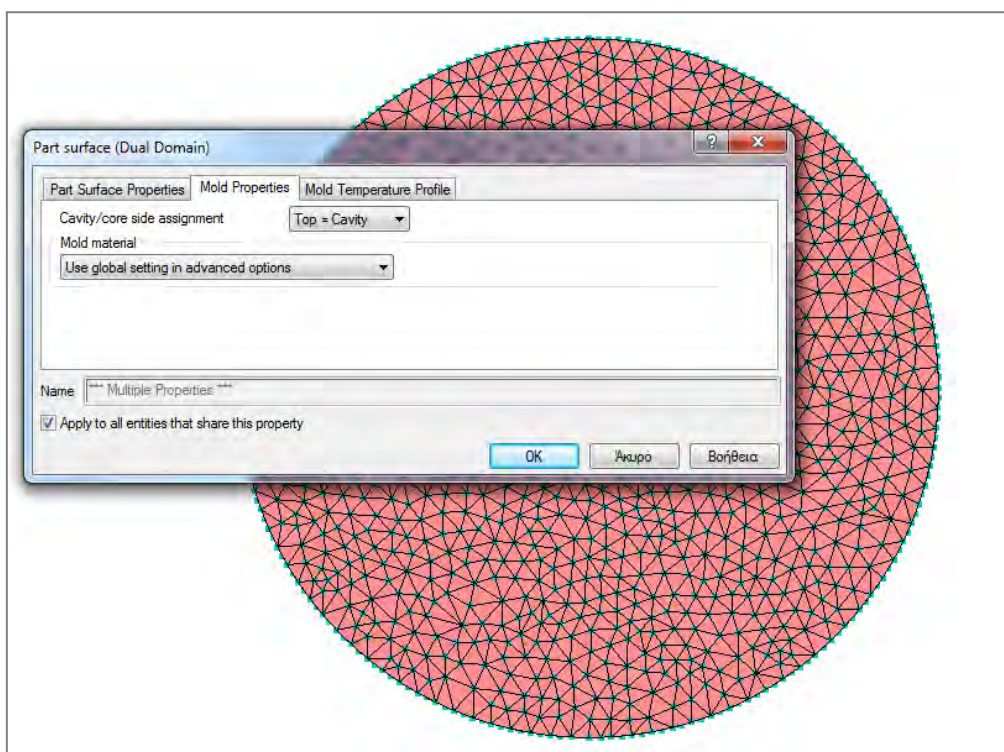 Part surface (Dual Domain)
Part Surface Properties Mold Properties Mold Temperature Profile
Cavity/core side assignment Top = Cavity
Mold material
Use global setting in advanced options
Name *** Multiple Properties ***
Apply to all entities that share this property
OK Άκυρο Βοήθεια